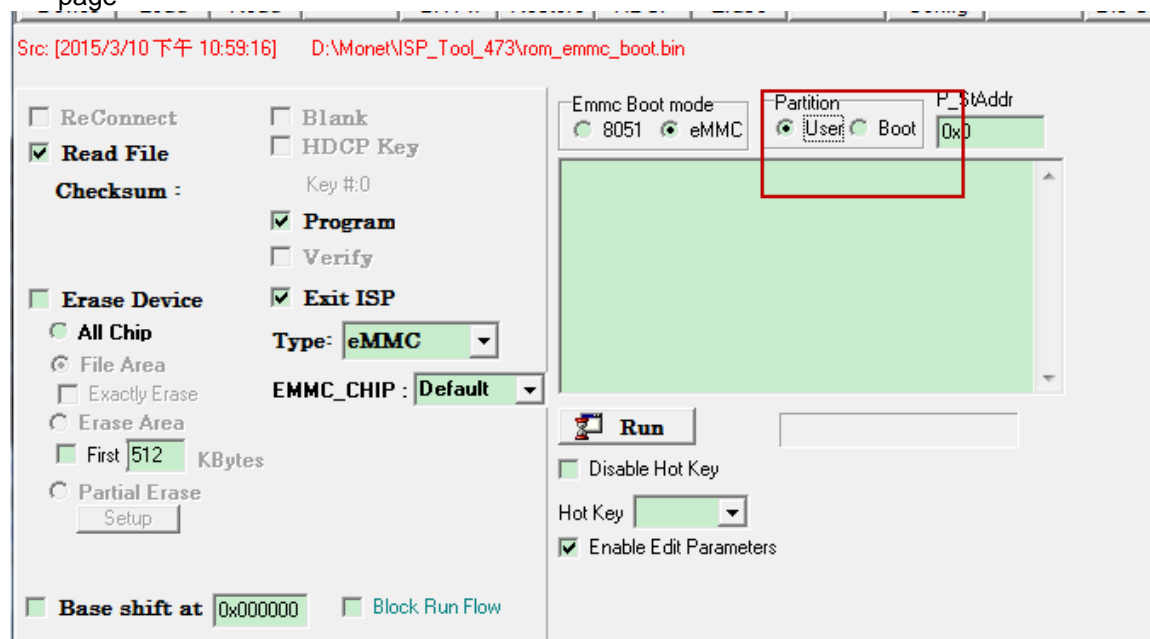 page
Src: [2015/3/10 下午 10:59:16] D:\Monet\ISP_Tool_473\rom_emmc_boot.bin
ReConnect
Blank
Read File
HDCP Key
Checksum :
Key #:0
Program
Verify
Erase Device
Exit ISP
All Chip
Type: eMMC
File Area
Exactly Erase
EMMC_CHIP : Default
Erase Area
First 512 KBytes
Partial Erase
Setup
Base shift at 0x000000
Block Run Flow
Emmc Boot mode
8051 eMMC
Partition
User Boot
P_StAddr
0x0
Run
Disable Hot Key
Hot Key
Enable Edit Parameters